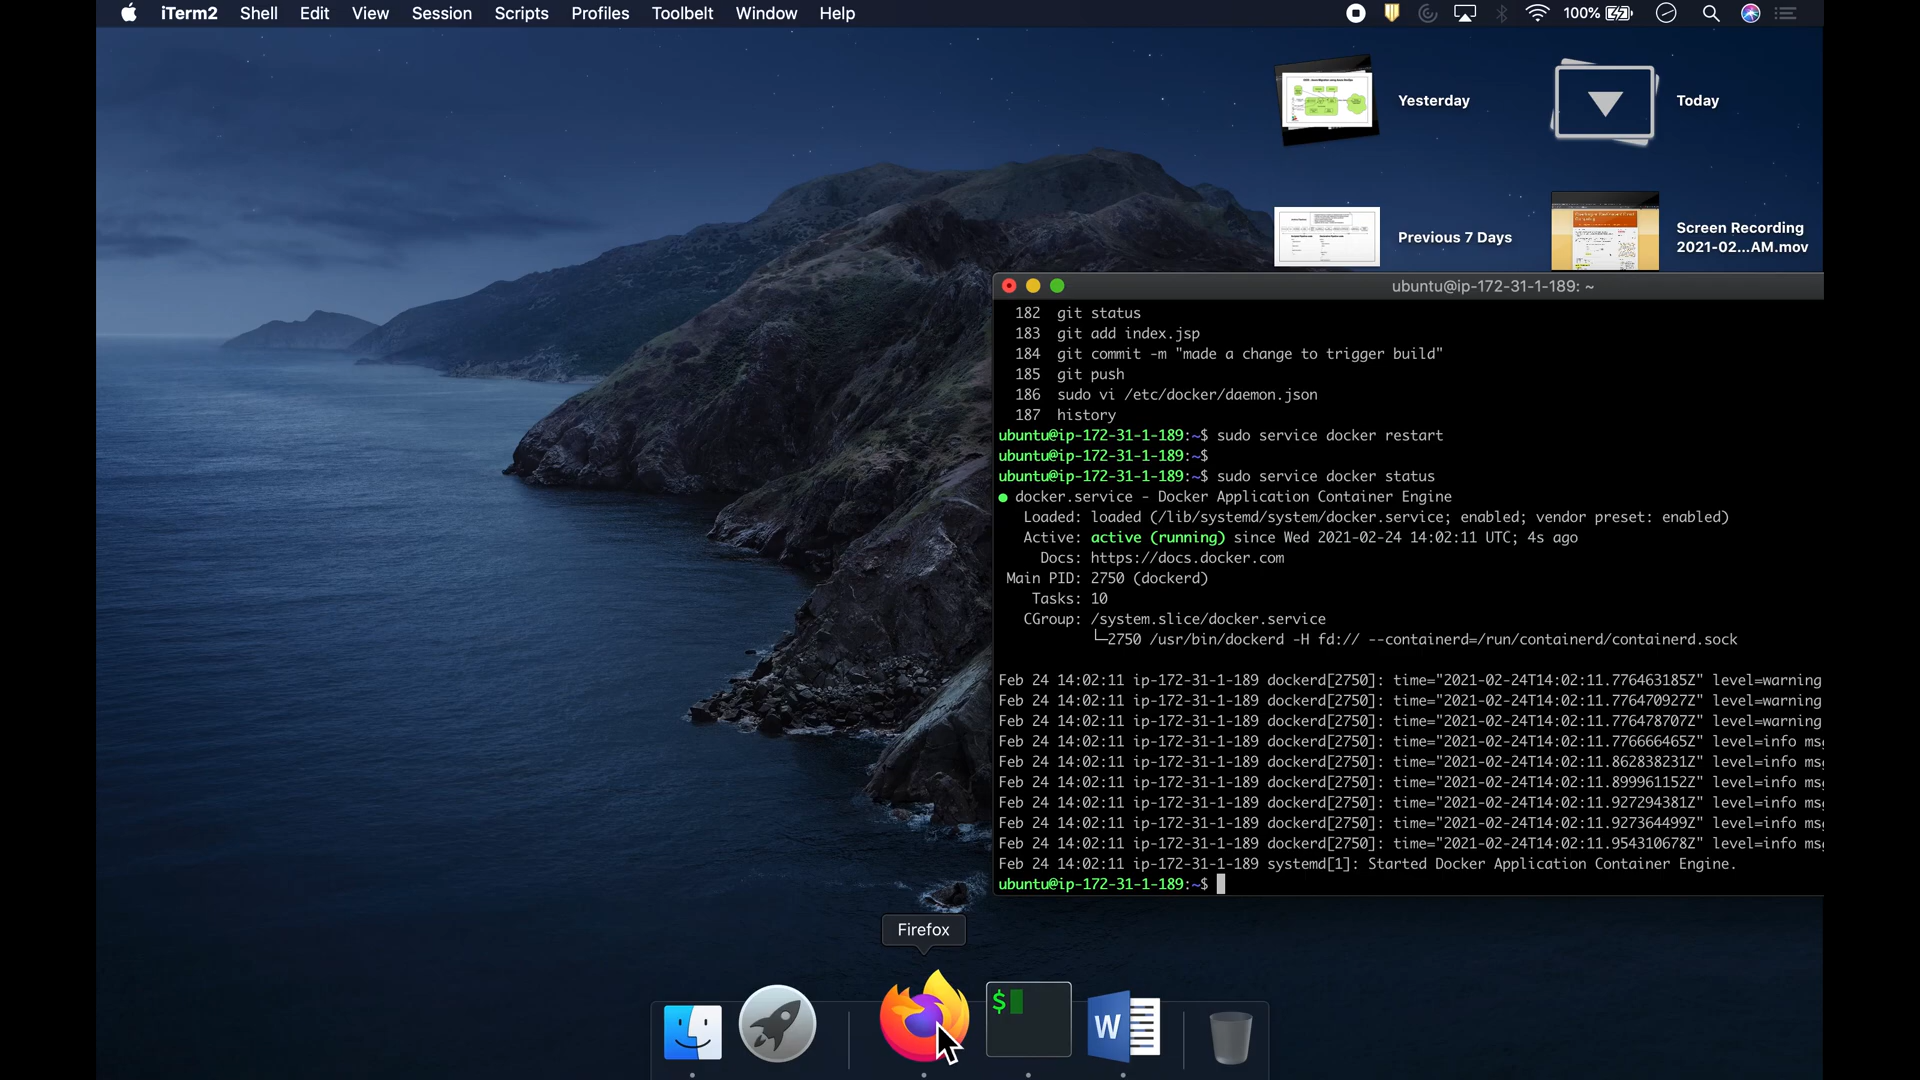 iTerm2 Shell Edit View Session Scripts Profiles Toolbelt Window Help 100%
Yesterday
Today
Previous 7 Days
Screen Recording
2021-02...AM.mov
ubuntu@ip-172-31-1-189: ~
182 git status
183 git add index.jsp
184 git commit -m "made a change to trigger build"
185 git push
186 sudo vi /etc/docker/daemon.json
187 history
ubuntu@ip-172-31-1-189:~$ sudo service docker restart
ubuntu@ip-172-31-1-189:~$
ubuntu@ip-172-31-1-189:~$ sudo service docker status
● docker.service - Docker Application Container Engine
Loaded: loaded (/lib/systemd/system/docker.service; enabled; vendor preset: enabled)
Active: active (running) since Wed 2021-02-24 14:02:11 UTC; 4s ago
Docs: https://docs.docker.com
Main PID: 2750 (dockerd)
Tasks: 10
CGroup: /system.slice/docker.service
└─2750 /usr/bin/dockerd -H fd:// --containerd=/run/containerd/containerd.sock
Feb 24 14:02:11 ip-172-31-1-189 dockerd[2750]: time="2021-02-24T14:02:11.776463185Z" level=warning
Feb 24 14:02:11 ip-172-31-1-189 dockerd[2750]: time="2021-02-24T14:02:11.776470927Z" level=warning
Feb 24 14:02:11 ip-172-31-1-189 dockerd[2750]: time="2021-02-24T14:02:11.776478707Z" level=warning
Feb 24 14:02:11 ip-172-31-1-189 dockerd[2750]: time="2021-02-24T14:02:11.776666465Z" level=info msg
Feb 24 14:02:11 ip-172-31-1-189 dockerd[2750]: time="2021-02-24T14:02:11.862838231Z" level=info msg
Feb 24 14:02:11 ip-172-31-1-189 dockerd[2750]: time="2021-02-24T14:02:11.899961152Z" level=info msg
Feb 24 14:02:11 ip-172-31-1-189 dockerd[2750]: time="2021-02-24T14:02:11.927294381Z" level=info msg
Feb 24 14:02:11 ip-172-31-1-189 dockerd[2750]: time="2021-02-24T14:02:11.927364499Z" level=info msg
Feb 24 14:02:11 ip-172-31-1-189 dockerd[2750]: time="2021-02-24T14:02:11.954310678Z" level=info msg
Feb 24 14:02:11 ip-172-31-1-189 systemd[1]: Started Docker Application Container Engine.
ubuntu@ip-172-31-1-189:~$
Firefox
$
W